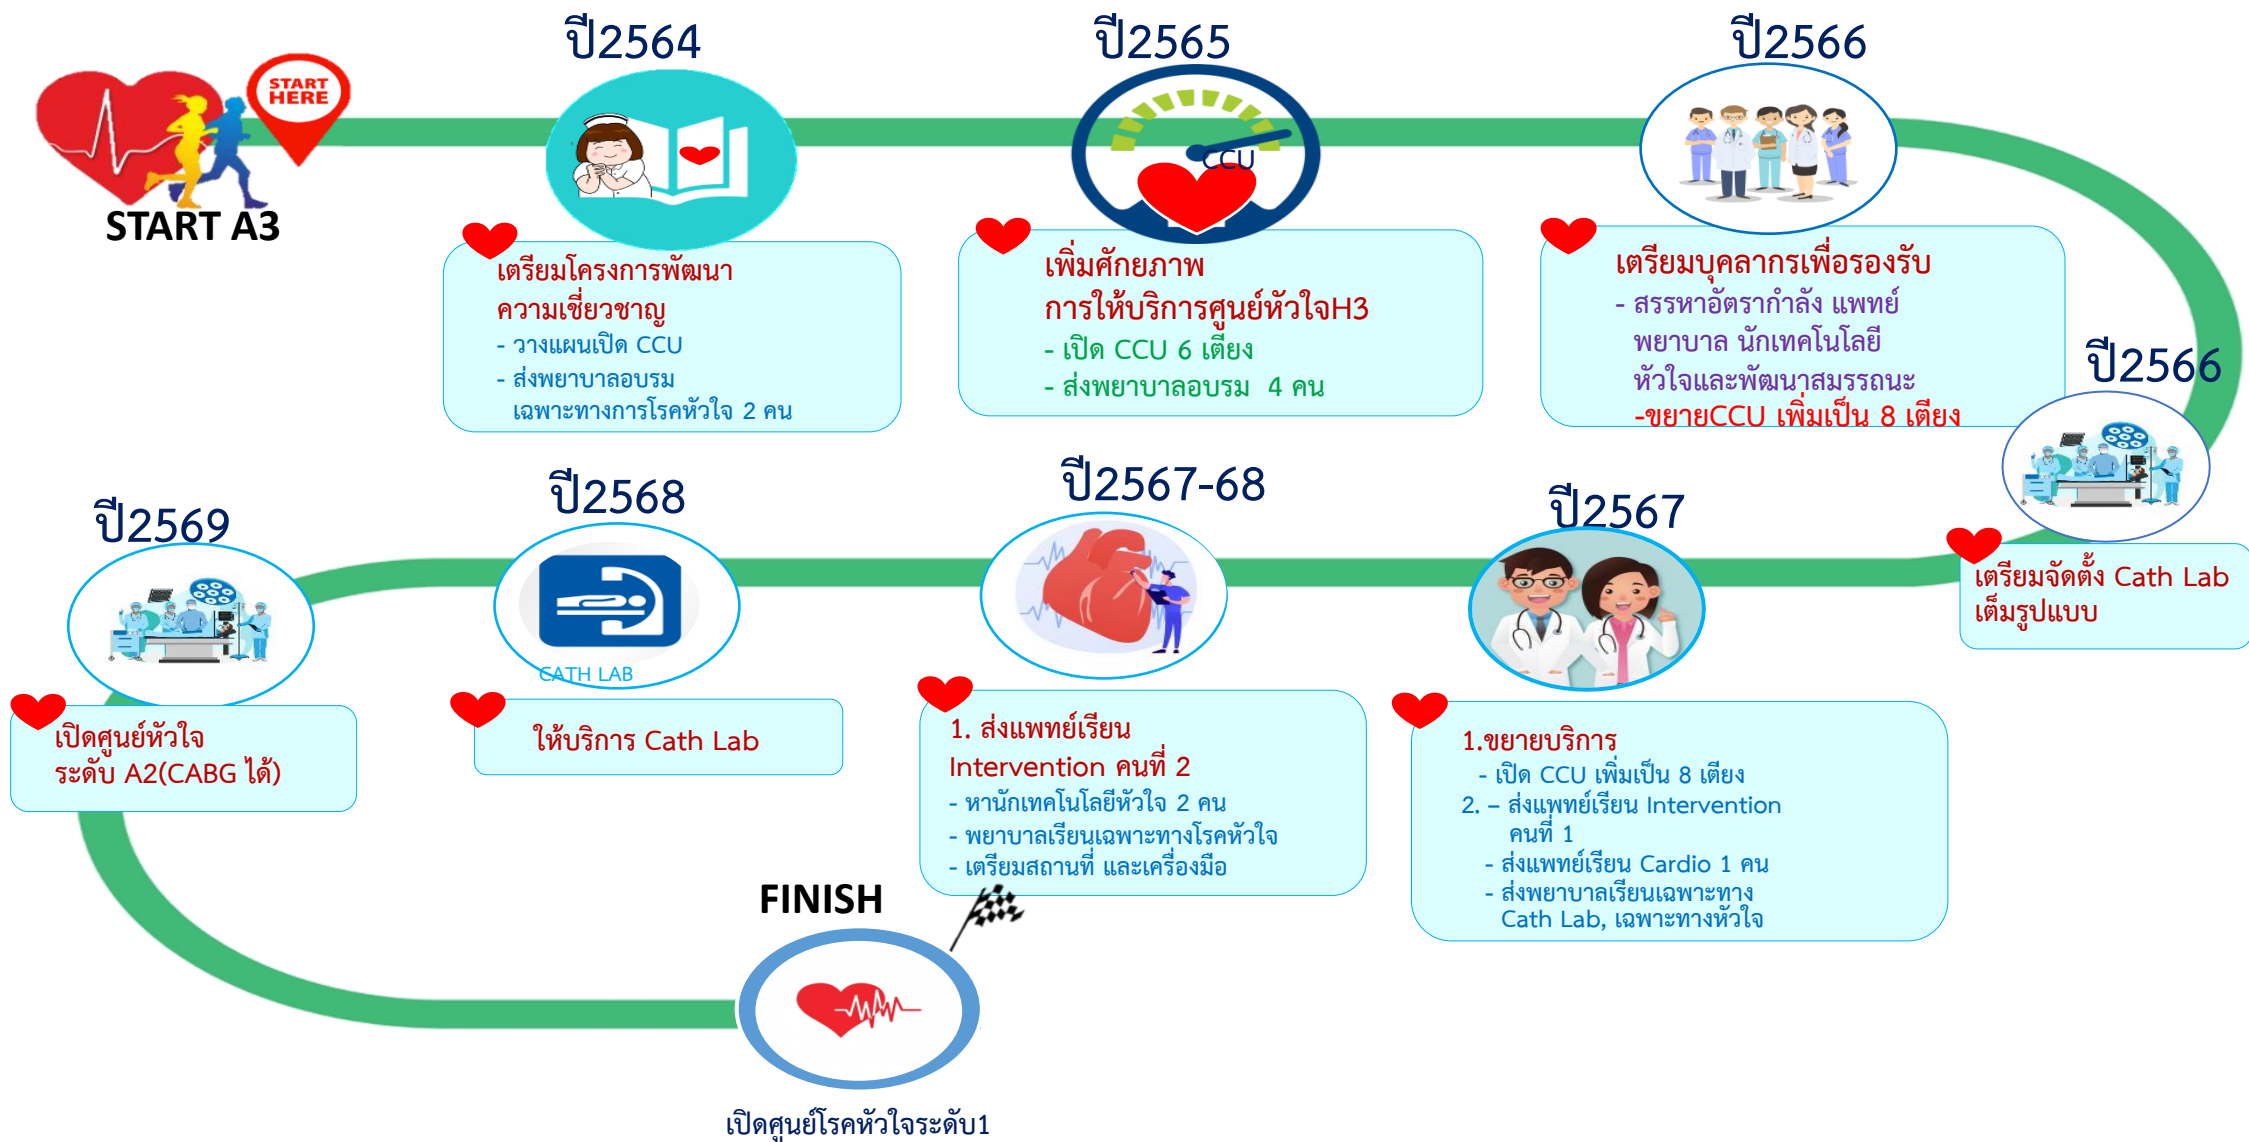 START
HERE
START A3
ปี2564
เตรียมโครงการพัฒนา
ความเชี่ยวชาญ
- วางแผนเปิด CCU
- ส่งพยาบาลอบรม
เฉพาะทางการโรคหัวใจ 2 คน
ปี2565
CCU
เพิ่มศักยภาพ
การให้บริการศูนย์หัวใจH3
- เปิด CCU 6 เตียง
- ส่งพยาบาลอบรม 4 คน
ปี2566
เตรียมบุคลากรเพื่อรองรับ
- สรรหาอัตรากำลัง แพทย์
พยาบาล นักเทคโนโลยี
หัวใจและพัฒนาสมรรถนะ
-ขยายCCU เพิ่มเป็น 8 เตียง
ปี2566
เตรียมจัดตั้ง Cath Lab
เต็มรูปแบบ
ปี2567
1.ขยายบริการ
- เปิด CCU เพิ่มเป็น 8 เตียง
2. – ส่งแพทย์เรียน Intervention
คนที่ 1
- ส่งแพทย์เรียน Cardio 1 คน
- ส่งพยาบาลเรียนเฉพาะทาง
Cath Lab, เฉพาะทางหัวใจ
ปี2567-68
1. ส่งแพทย์เรียน
Intervention คนที่ 2
- หานักเทคโนโลยีหัวใจ 2 คน
- พยาบาลเรียนเฉพาะทางโรคหัวใจ
- เตรียมสถานที่ และเครื่องมือ
ปี2568
CATH LAB
ให้บริการ Cath Lab
ปี2569
เปิดศูนย์หัวใจ
ระดับ A2(CABG ได้)
FINISH
เปิดศูนย์โรคหัวใจระดับ1